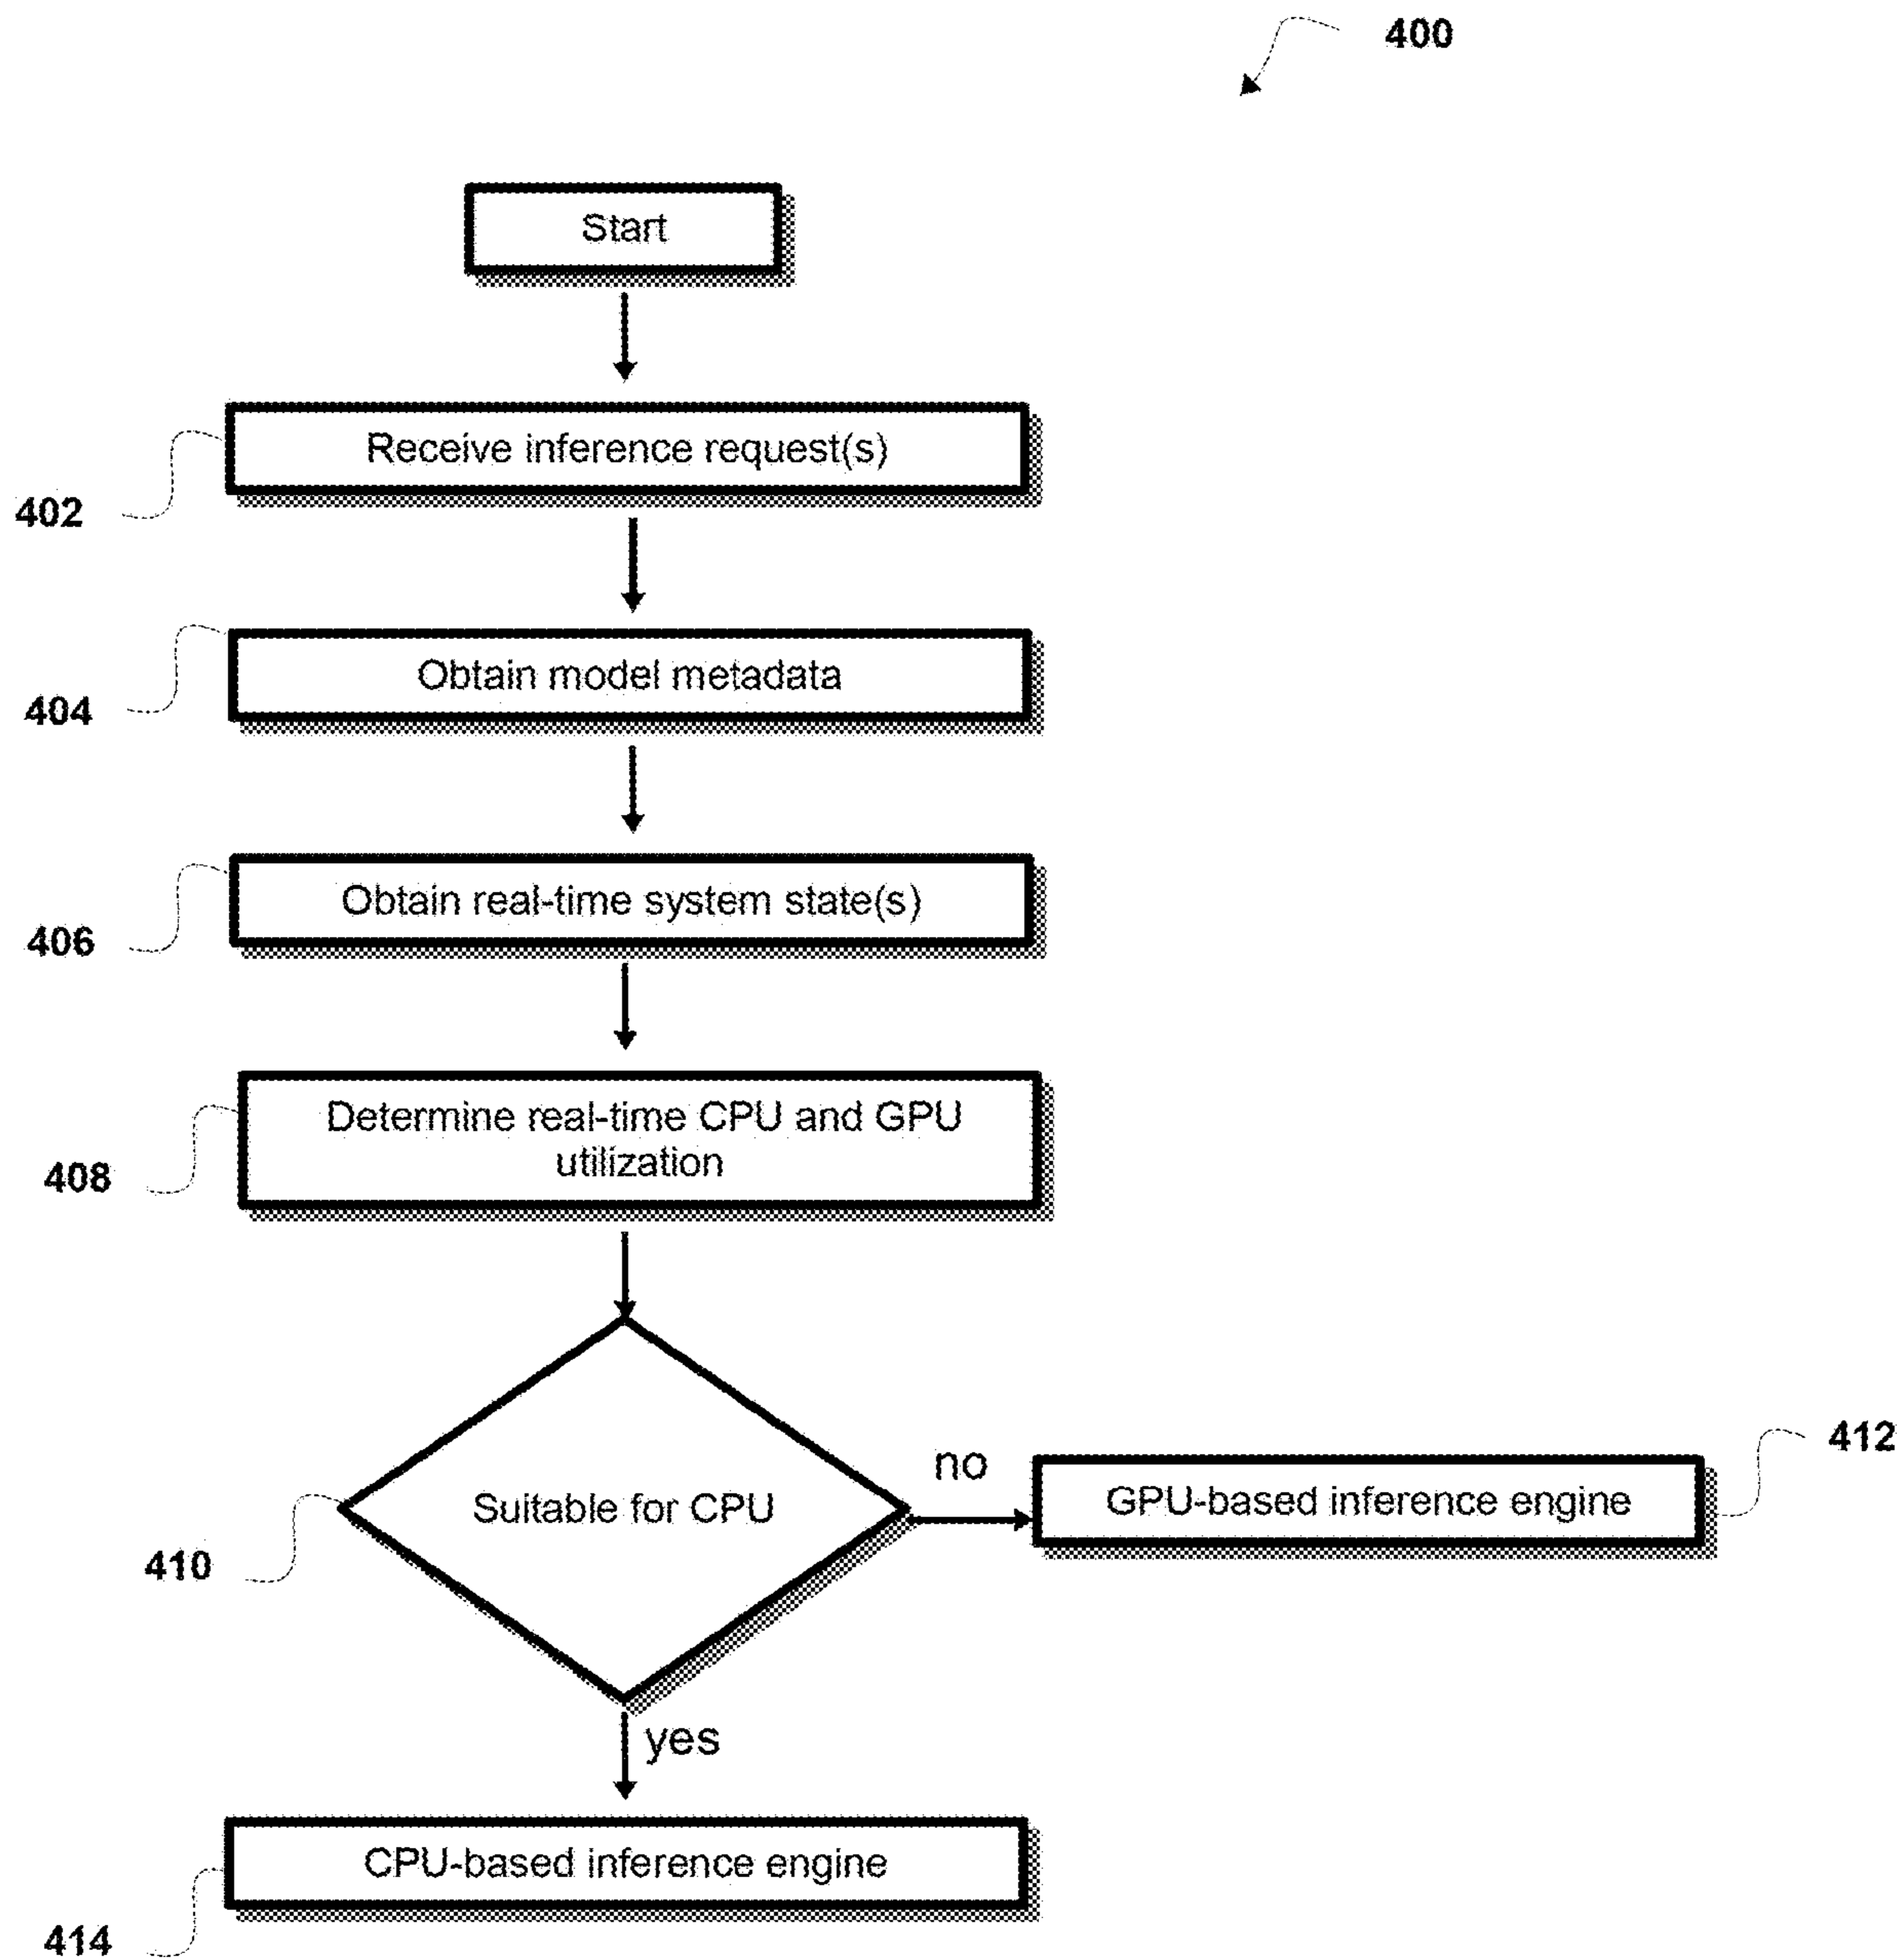 400
Start
Receive inference request(s)
402
Obtain model metadata
404
Obtain real-time system state(s)
406
Determine real-time CPU and GPU
utilization
408
Suitable for CPU
no
GPU-based inference engine
412
410
yes
CPU-based inference engine
414